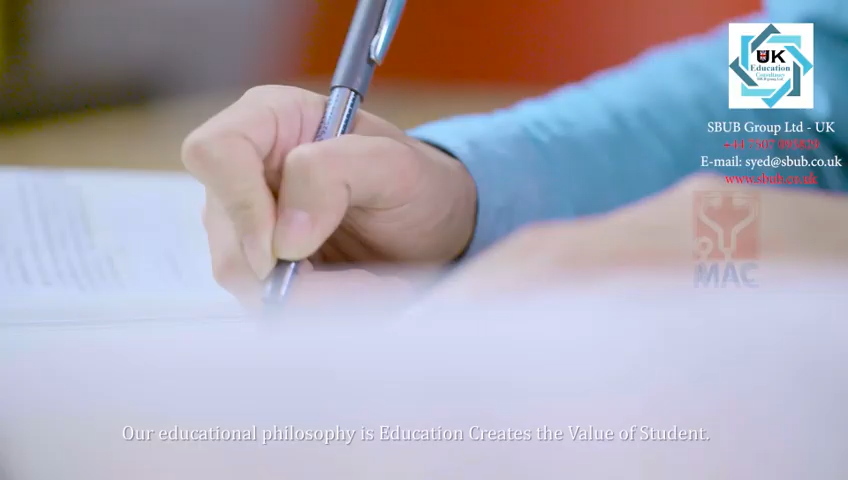 UK
Education
SBUB Group Ltd - UK
E-mail: syed@sbub.co.uk
www.sbub.co.uk
MAC
Our educational philosophy is Education Creates the Value of Student.